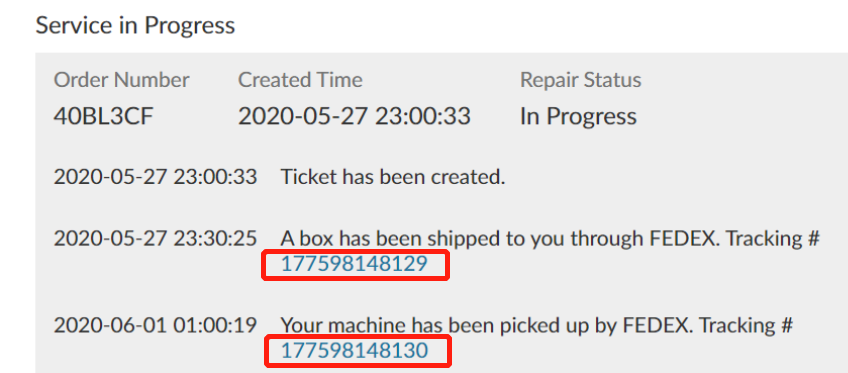 Service in Progress
Order Number Created Time Repair Status
40BL3CF 2020-05-27 23:00:33 In Progress
2020-05-27 23:00:33 Ticket has been created.
2020-05-27 23:30:25 A box has been shipped to you through FEDEX. Tracking #
177598148129
2020-06-01 01:00:19 Your machine has been picked up by FEDEX. Tracking #
177598148130